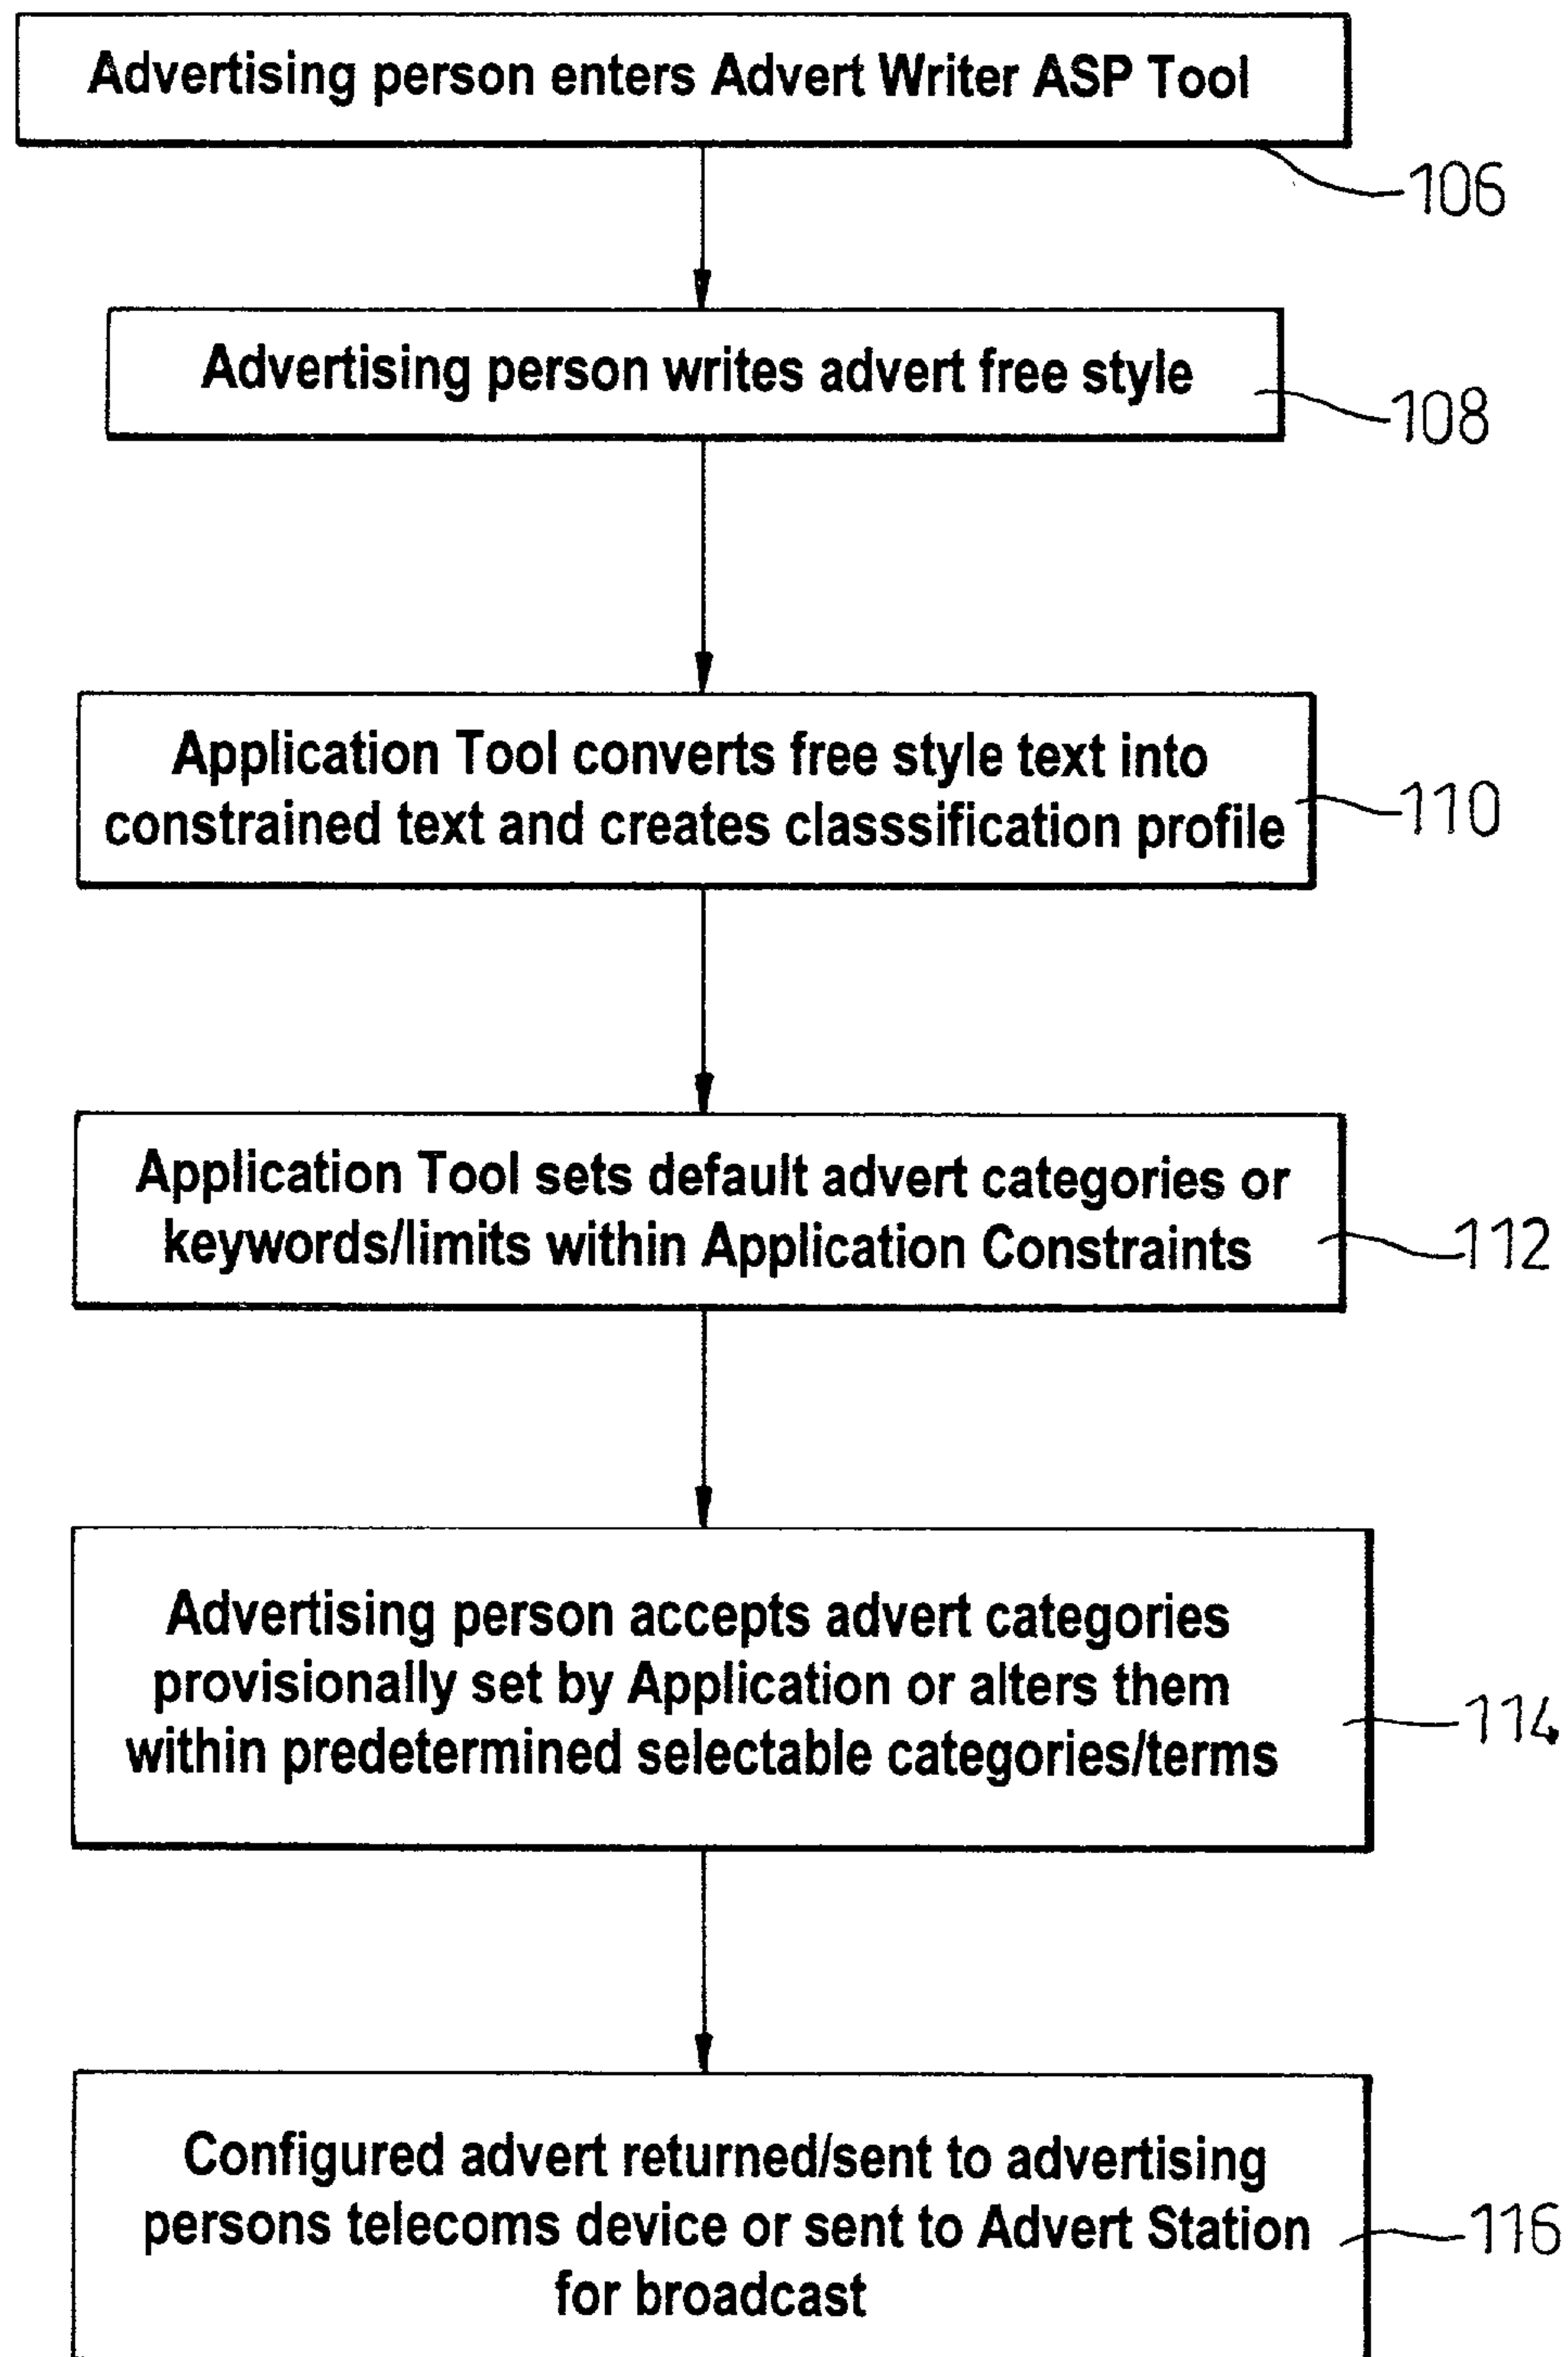 Advertising person enters Advert Writer ASP Tool
106
Advertising person writes advert free style
108
Application Tool converts free style text into
constrained text and creates classsification profile
110
Application Tool sets default advert categories or
keywords/limits within Application Constraints
112
Advertising person accepts advert categories
provisionally set by Application or alters them
within predetermined selectable categories/terms
114
Configured advert returned/sent to advertising
persons telecoms device or sent to Advert Station
for broadcast
116